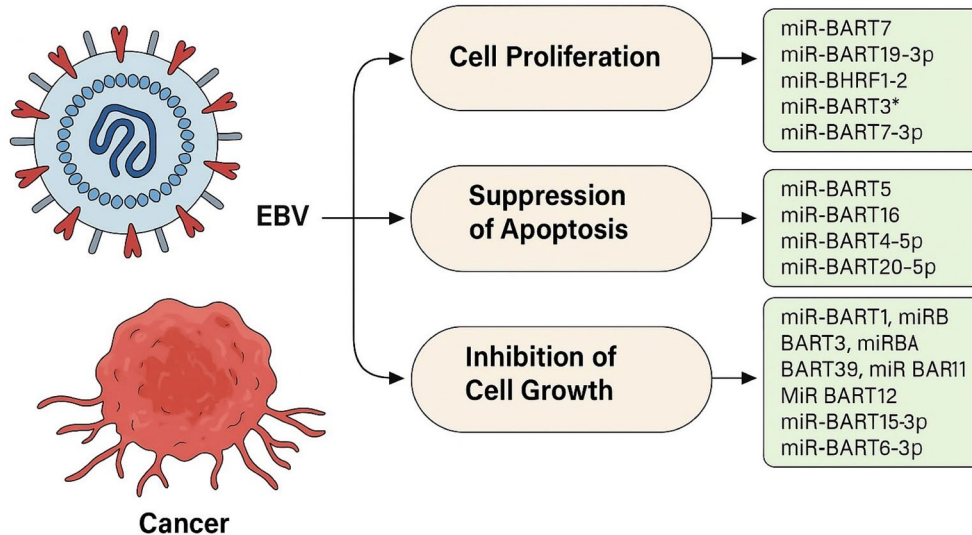 Cell Proliferation
miR-BART7
miR-BART19-3p
miR-BHRF1-2
miR-BART3*
miR-BART7-3p
EBV
Suppression
of Apoptosis
miR-BART5
miR-BART16
miR-BART4-5p
miR-BART20-5p
Inhibition of
Cell Growth
miR-BART1, miRB
BART3, miRBA
BART39, miR BAR11
MiR BART12
miR-BART15-3p
miR-BART6-3p
Cancer